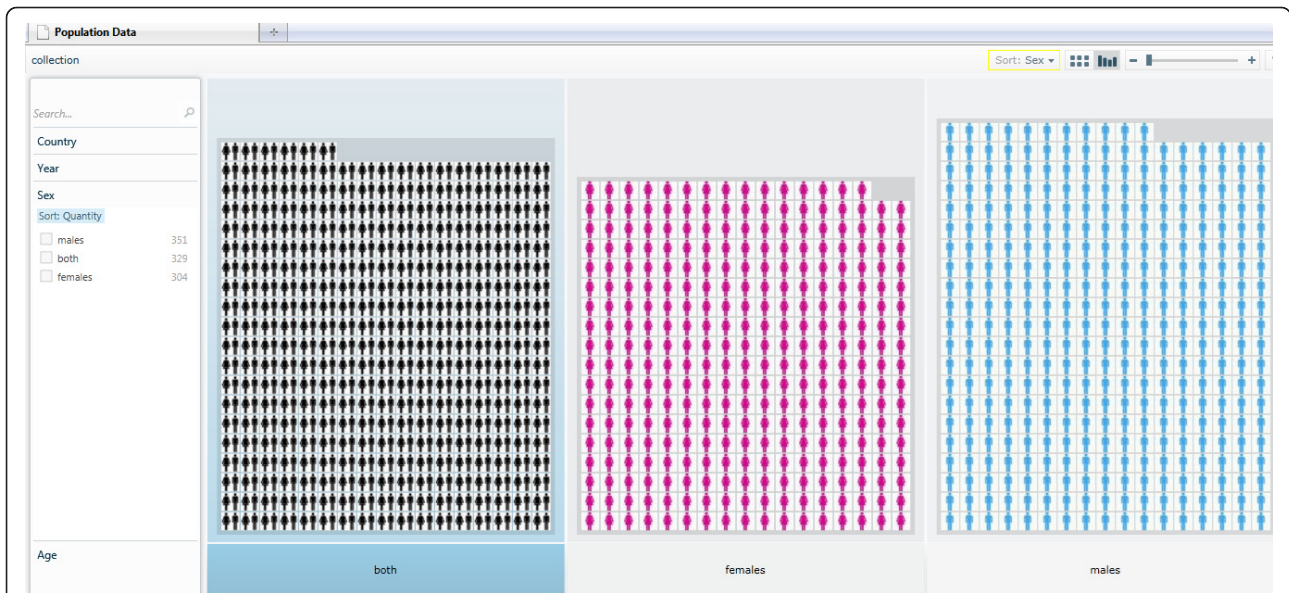 Population Data
collection
Sort: Sex
Search...
Country
Year
Sex
Sort: Quantity
males 351
both 329
females 304
Age
both
females
males